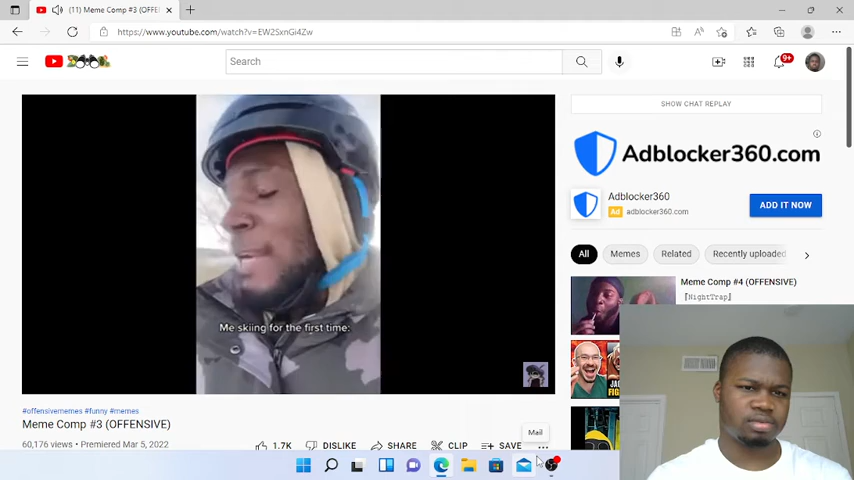 (11) Meme Comp #3 (OFFE
https://www.youtube.com/watch?v=EW2SxnGi4Zw
Search
9+
SHOW CHAT REPLAY
Adblocker360.com
Adblocker360
Ad adblocker360.com
ADD IT NOW
All
Memes
Related
Recently uploaded
Me skiing for the first time:
Meme Comp #4 (OFFENSIVE)
『NightTrap』
#offensivememes #funny #memes
Meme Comp #3 (OFFENSIVE)
60,176 views • Premiered Mar 5, 2022
1.7K
DISLIKE
SHARE
CLIP
SAVE
Mail